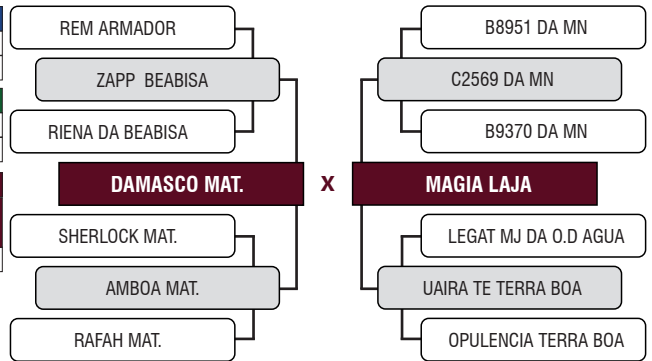 REM ARMADOR
ZAPP BEABISA
RIENA DA BEABISA
DAMASCO MAT.
SHERLOCK MAT.
AMBOA MAT.
RAFAH MAT.
X
B8951 DA MN
C2569 DA MN
B9370 DA MN
MAGIA LAJA
LEGAT MJ DA O.D AGUA
UAIRA TE TERRA BOA
OPULENCIA TERRA BOA